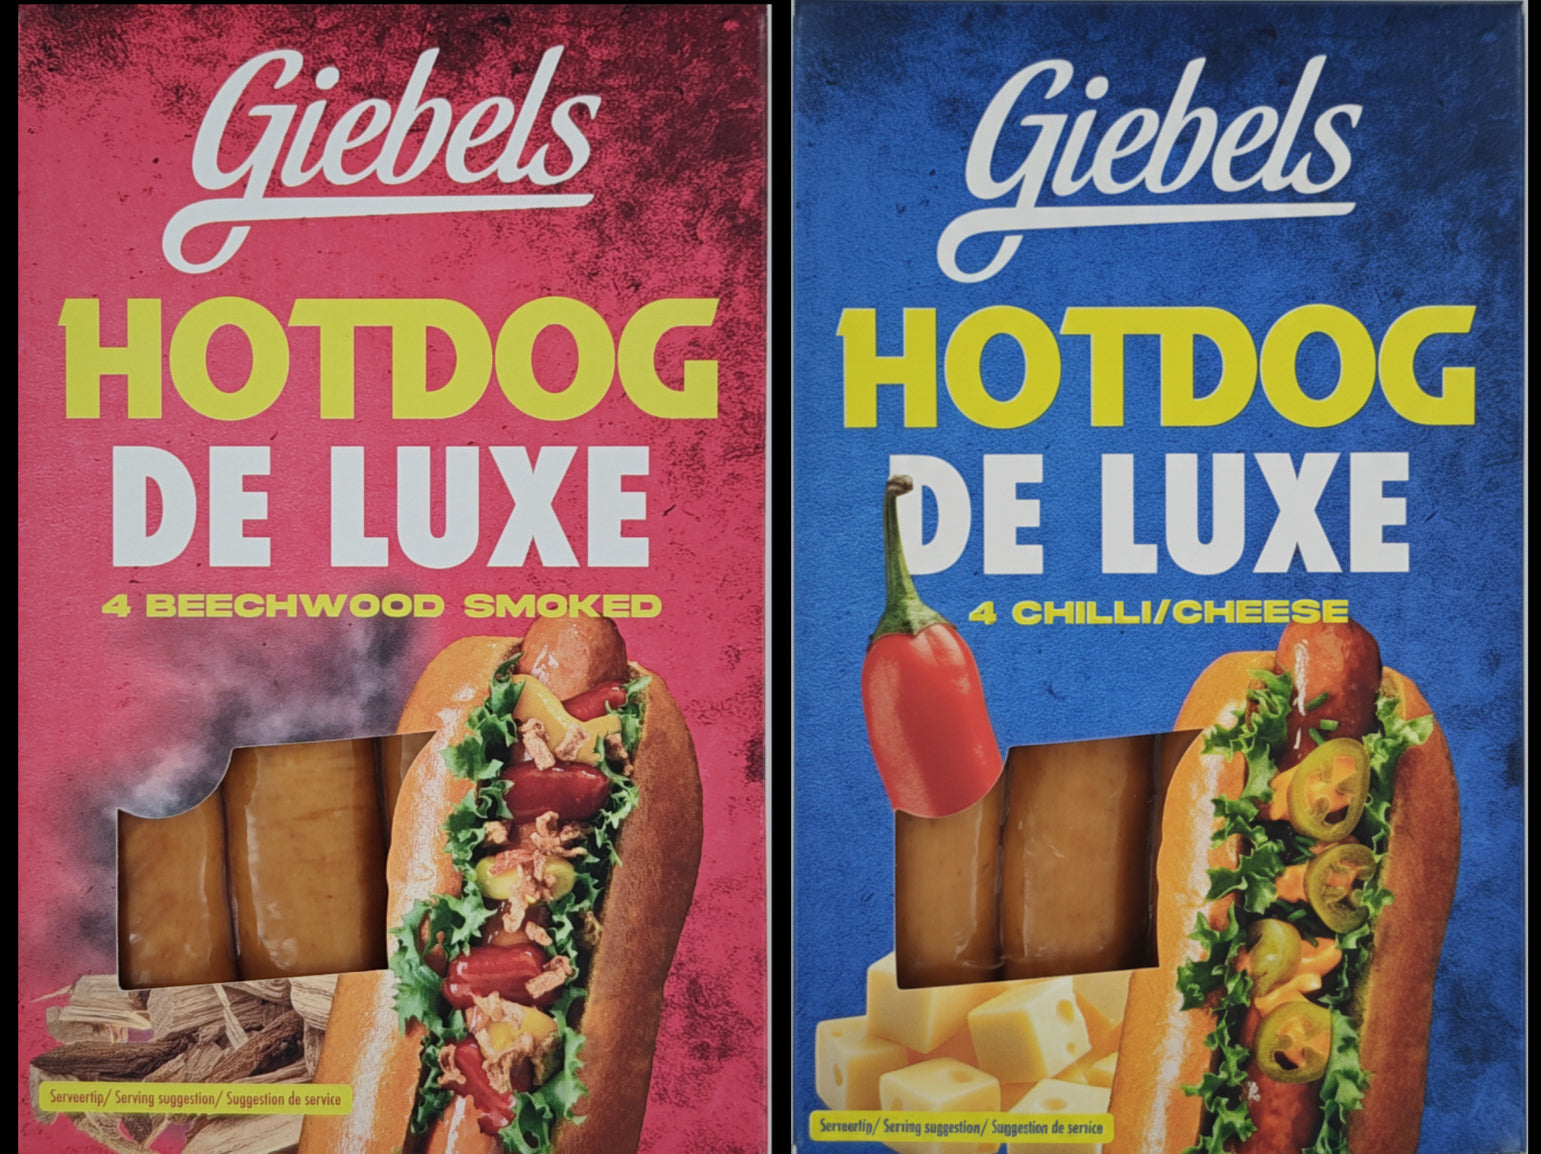 Giebels
HOTDOG
DE LUXE
4 BEECHWOOD SMOKED
Serveertip/ Serving suggestion/ Suggestion de service
Giebels
HOTDOG
DE LUXE
4 CHILLI/CHEESE
Serveertip/ Serving suggestion/ Suggestion de service